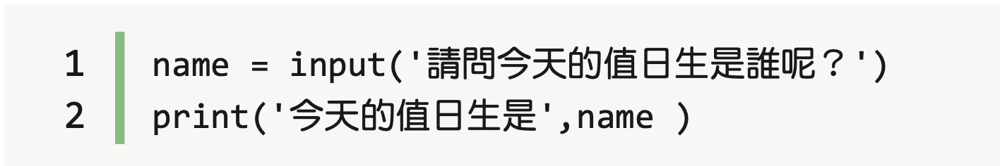 1 name = input('請問今天的值日生是誰呢？')
2 print('今天的值日生是',name )